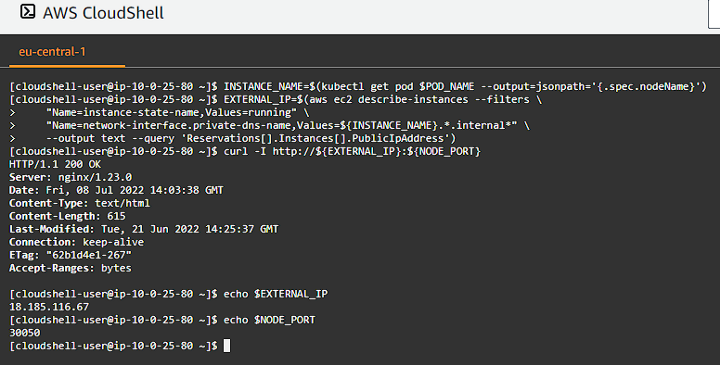 AWS CloudShell
eu-central-1
[cloudshell-user@ip-10-0-25-80 ~]$ INSTANCE_NAME=$(kubectl get pod $POD_NAME --output=jsonpath='{.spec.nodeName}')
[cloudshell-user@ip-10-0-25-80 ~]$ EXTERNAL_IP=$(aws ec2 describe-instances --filters \
>     "Name=instance-state-name,Values=running" \
>     "Name=network-interface.private-dns-name,Values=${INSTANCE_NAME}.*.internal*" \
>     --output text --query 'Reservations[].Instances[].PublicIpAddress')
[cloudshell-user@ip-10-0-25-80 ~]$ curl -I http://${EXTERNAL_IP}:${NODE_PORT}
HTTP/1.1 200 OK
Server: nginx/1.23.0
Date: Fri, 08 Jul 2022 14:03:38 GMT
Content-Type: text/html
Content-Length: 615
Last-Modified: Tue, 21 Jun 2022 14:25:37 GMT
Connection: keep-alive
ETag: "62b1d4e1-267"
Accept-Ranges: bytes
[cloudshell-user@ip-10-0-25-80 ~]$ echo $EXTERNAL_IP
18.185.116.67
[cloudshell-user@ip-10-0-25-80 ~]$ echo $NODE_PORT
30050
[cloudshell-user@ip-10-0-25-80 ~]$